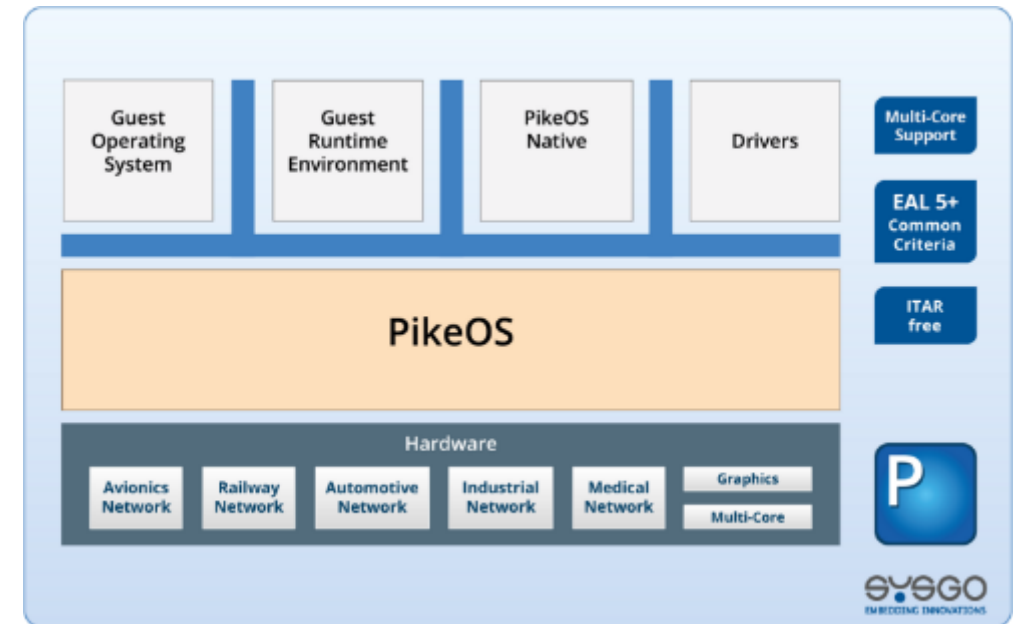 Guest
Operating
System
Guest
Runtime
Environment
PikeOS
Native
Drivers
Multi-Core
Support
EAL 5+
Common
Criteria
ITAR
free
PikeOS
Hardware
Avionics
Network
Railway
Network
Automotive
Network
Industrial
Network
Medical
Network
Graphics
Multi-Core
P
SYSGO
EMBEDDING INNOVATIONS